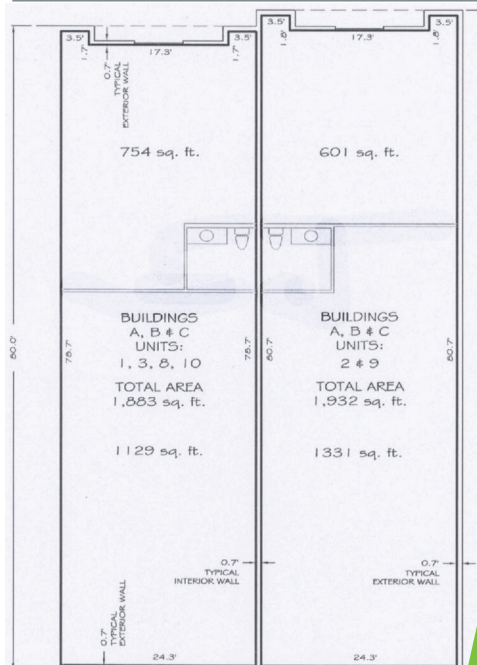 3.5'
3.5'
17.3'
1.7'
1.7'
0.7'
TYPICAL
EXTERIOR WALL
3.5'
3.5'
17.3'
1.8'
1.8'
754 sq. ft.
601 sq. ft.
80.0'
78.7'
BUILDINGS
A, B & C
UNITS:
1, 3, 8, 10
TOTAL AREA
1,883 sq. ft.
1129 sq. ft.
78.7'
80.7'
BUILDINGS
A, B & C
UNITS:
2 & 9
TOTAL AREA
1,932 sq. ft.
1331 sq. ft.
80.7'
0.7'
TYPICAL
INTERIOR WALL
0.7'
TYPICAL
EXTERIOR WALL
0.7'
TYPICAL
EXTERIOR WALL
24.3'
24.3'